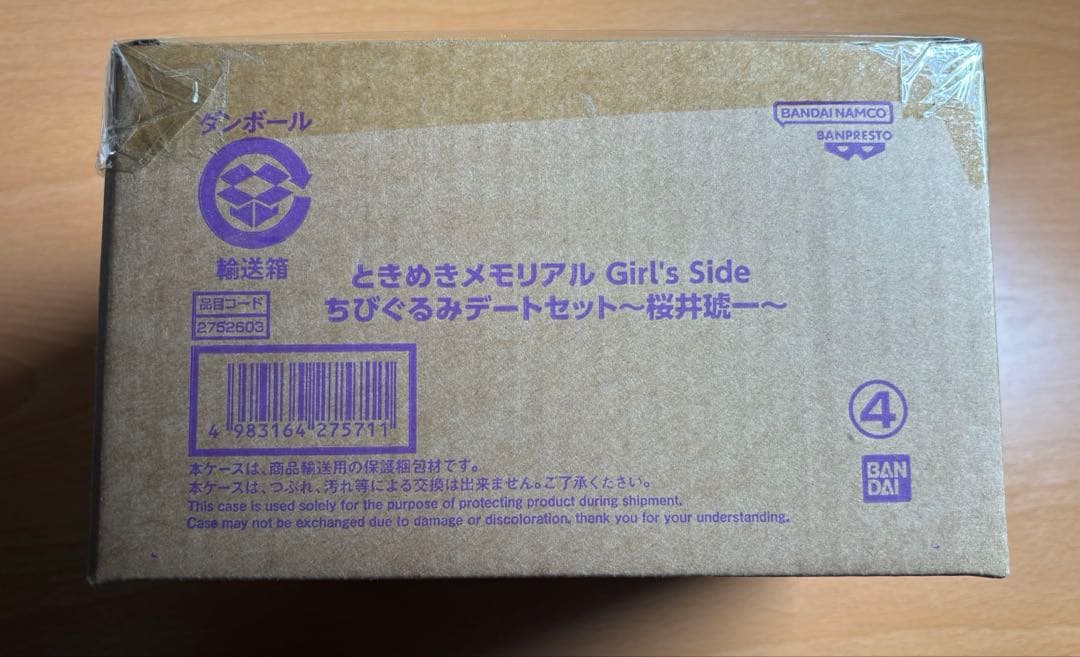 ダンボール
輸送箱
BANDAI NAMCO
BANPRESTO
ときめきメモリアル Girl's Side
ちびぐるみデートセット～桜井琥一～
品目コード
2752603
4 983164 275711
本ケースは、商品輸送用の保護梱包材です。
本ケースは、つぶれ、汚れ等による交換は出来ません。ご了承ください。
This case is used solely for the purpose of protecting product during shipment.
Case may not be exchanged due to damage or discoloration, thank you for your understanding.
④
BAN
DAI